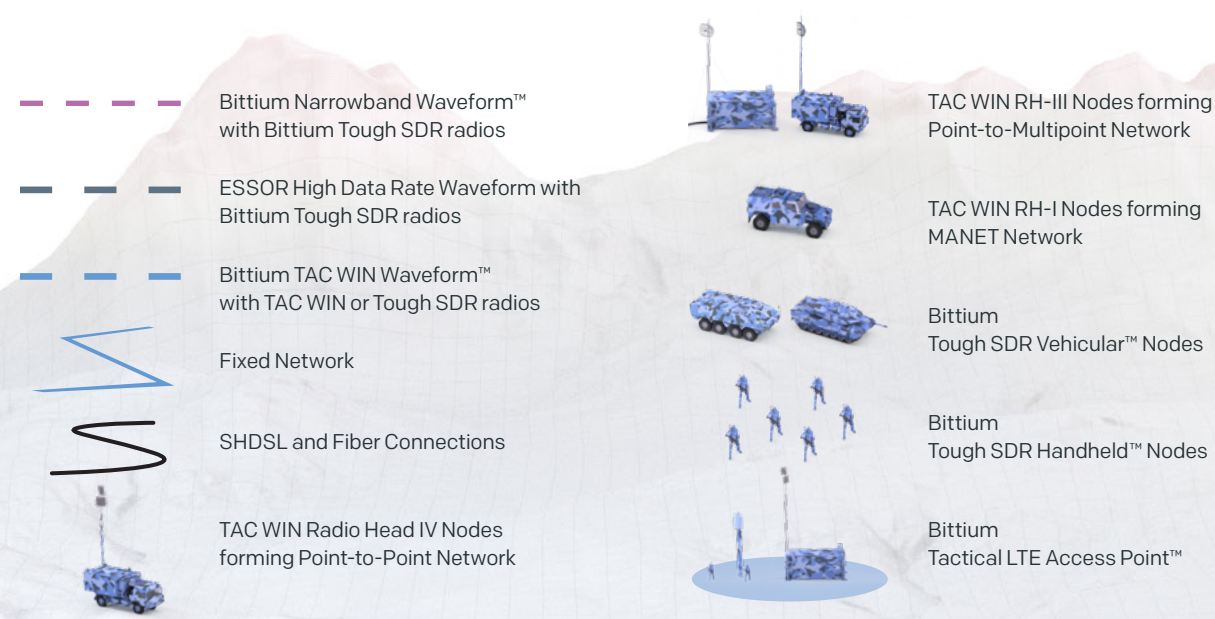 Bittium Narrowband Waveform™
with Bittium Tough SDR radios
ESSOR High Data Rate Waveform with
Bittium Tough SDR radios
Bittium TAC WIN Waveform™
with TAC WIN or Tough SDR radios
Fixed Network
SHDSL and Fiber Connections
TAC WIN Radio Head IV Nodes
forming Point-to-Point Network
TAC WIN RH-III Nodes forming
Point-to-Multipoint Network
TAC WIN RH-I Nodes forming
MANET Network
Bittium
Tough SDR Vehicular™ Nodes
Bittium
Tough SDR Handheld™ Nodes
Bittium
Tactical LTE Access Point™